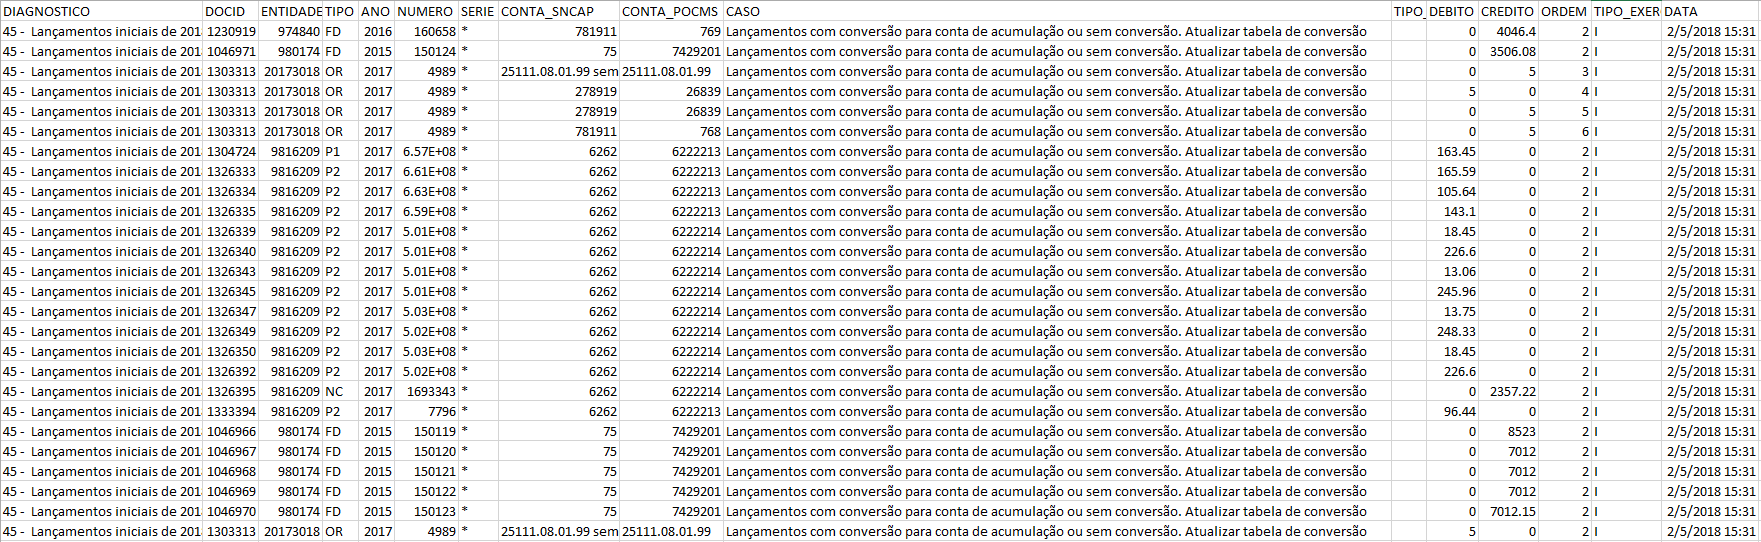 DIAGNOSTICO DOCID ENTIDADE TIPO ANO NUMERO SERIE CONTA_SNCAP CONTA_POCMS CASO TIPO_ DEBITO CREDITO ORDEM TIPO_EXER DATA
45 - Lançamentos iniciais de 201 1230919 974840 FD 2016 160658 * 781911 769 Lançamentos com conversão para conta de acumulação ou sem conversão. Atualizar tabela de conversão 0 4046.4 2 I 2/5/2018 15:31
45 - Lançamentos iniciais de 201 1046971 980174 FD 2015 150124 * 75 7429201 Lançamentos com conversão para conta de acumulação ou sem conversão. Atualizar tabela de conversão 0 3506.08 2 I 2/5/2018 15:31
45 - Lançamentos iniciais de 201 1303313 20173018 OR 2017 4989 * 25111.08.01.99 sem 25111.08.01.99 Lançamentos com conversão para conta de acumulação ou sem conversão. Atualizar tabela de conversão 0 5 3 I 2/5/2018 15:31
45 - Lançamentos iniciais de 201 1303313 20173018 OR 2017 4989 * 278919 26839 Lançamentos com conversão para conta de acumulação ou sem conversão. Atualizar tabela de conversão 5 0 4 I 2/5/2018 15:31
45 - Lançamentos iniciais de 201 1303313 20173018 OR 2017 4989 * 278919 26839 Lançamentos com conversão para conta de acumulação ou sem conversão. Atualizar tabela de conversão 0 5 5 I 2/5/2018 15:31
45 - Lançamentos iniciais de 201 1303313 20173018 OR 2017 4989 * 781911 768 Lançamentos com conversão para conta de acumulação ou sem conversão. Atualizar tabela de conversão 0 5 6 I 2/5/2018 15:31
45 - Lançamentos iniciais de 201 1304724 9816209 P1 2017 6.57E+08 * 6262 6222213 Lançamentos com conversão para conta de acumulação ou sem conversão. Atualizar tabela de conversão 163.45 0 2 I 2/5/2018 15:31
45 - Lançamentos iniciais de 201 1326333 9816209 P2 2017 6.61E+08 * 6262 6222213 Lançamentos com conversão para conta de acumulação ou sem conversão. Atualizar tabela de conversão 165.59 0 2 I 2/5/2018 15:31
45 - Lançamentos iniciais de 201 1326334 9816209 P2 2017 6.63E+08 * 6262 6222213 Lançamentos com conversão para conta de acumulação ou sem conversão. Atualizar tabela de conversão 105.64 0 2 I 2/5/2018 15:31
45 - Lançamentos iniciais de 201 1326335 9816209 P2 2017 6.59E+08 * 6262 6222213 Lançamentos com conversão para conta de acumulação ou sem conversão. Atualizar tabela de conversão 143.1 0 2 I 2/5/2018 15:31
45 - Lançamentos iniciais de 201 1326339 9816209 P2 2017 5.01E+08 * 6262 6222214 Lançamentos com conversão para conta de acumulação ou sem conversão. Atualizar tabela de conversão 18.45 0 2 I 2/5/2018 15:31
45 - Lançamentos iniciais de 201 1326340 9816209 P2 2017 5.01E+08 * 6262 6222214 Lançamentos com conversão para conta de acumulação ou sem conversão. Atualizar tabela de conversão 226.6 0 2 I 2/5/2018 15:31
45 - Lançamentos iniciais de 201 1326343 9816209 P2 2017 5.01E+08 * 6262 6222214 Lançamentos com conversão para conta de acumulação ou sem conversão. Atualizar tabela de conversão 13.06 0 2 I 2/5/2018 15:31
45 - Lançamentos iniciais de 201 1326345 9816209 P2 2017 5.01E+08 * 6262 6222214 Lançamentos com conversão para conta de acumulação ou sem conversão. Atualizar tabela de conversão 245.96 0 2 I 2/5/2018 15:31
45 - Lançamentos iniciais de 201 1326347 9816209 P2 2017 5.03E+08 * 6262 6222214 Lançamentos com conversão para conta de acumulação ou sem conversão. Atualizar tabela de conversão 13.75 0 2 I 2/5/2018 15:31
45 - Lançamentos iniciais de 201 1326349 9816209 P2 2017 5.02E+08 * 6262 6222214 Lançamentos com conversão para conta de acumulação ou sem conversão. Atualizar tabela de conversão 248.33 0 2 I 2/5/2018 15:31
45 - Lançamentos iniciais de 201 1326350 9816209 P2 2017 5.03E+08 * 6262 6222214 Lançamentos com conversão para conta de acumulação ou sem conversão. Atualizar tabela de conversão 18.45 0 2 I 2/5/2018 15:31
45 - Lançamentos iniciais de 201 1326392 9816209 P2 2017 5.02E+08 * 6262 6222214 Lançamentos com conversão para conta de acumulação ou sem conversão. Atualizar tabela de conversão 226.6 0 2 I 2/5/2018 15:31
45 - Lançamentos iniciais de 201 1326395 9816209 NC 2017 1693343 * 6262 6222214 Lançamentos com conversão para conta de acumulação ou sem conversão. Atualizar tabela de conversão 0 2357.22 2 I 2/5/2018 15:31
45 - Lançamentos iniciais de 201 1333394 9816209 P2 2017 7796 * 6262 6222213 Lançamentos com conversão para conta de acumulação ou sem conversão. Atualizar tabela de conversão 96.44 0 2 I 2/5/2018 15:31
45 - Lançamentos iniciais de 201 1046966 980174 FD 2015 150119 * 75 7429201 Lançamentos com conversão para conta de acumulação ou sem conversão. Atualizar tabela de conversão 0 8523 2 I 2/5/2018 15:31
45 - Lançamentos iniciais de 201 1046967 980174 FD 2015 150120 * 75 7429201 Lançamentos com conversão para conta de acumulação ou sem conversão. Atualizar tabela de conversão 0 7012 2 I 2/5/2018 15:31
45 - Lançamentos iniciais de 201 1046968 980174 FD 2015 150121 * 75 7429201 Lançamentos com conversão para conta de acumulação ou sem conversão. Atualizar tabela de conversão 0 7012 2 I 2/5/2018 15:31
45 - Lançamentos iniciais de 201 1046969 980174 FD 2015 150122 * 75 7429201 Lançamentos com conversão para conta de acumulação ou sem conversão. Atualizar tabela de conversão 0 7012 2 I 2/5/2018 15:31
45 - Lançamentos iniciais de 201 1046970 980174 FD 2015 150123 * 75 7429201 Lançamentos com conversão para conta de acumulação ou sem conversão. Atualizar tabela de conversão 0 7012.15 2 I 2/5/2018 15:31
45 - Lançamentos iniciais de 201 1303313 20173018 OR 2017 4989 * 25111.08.01.99 sem 25111.08.01.99 Lançamentos com conversão para conta de acumulação ou sem conversão. Atualizar tabela de conversão 5 0 2 I 2/5/2018 15:31